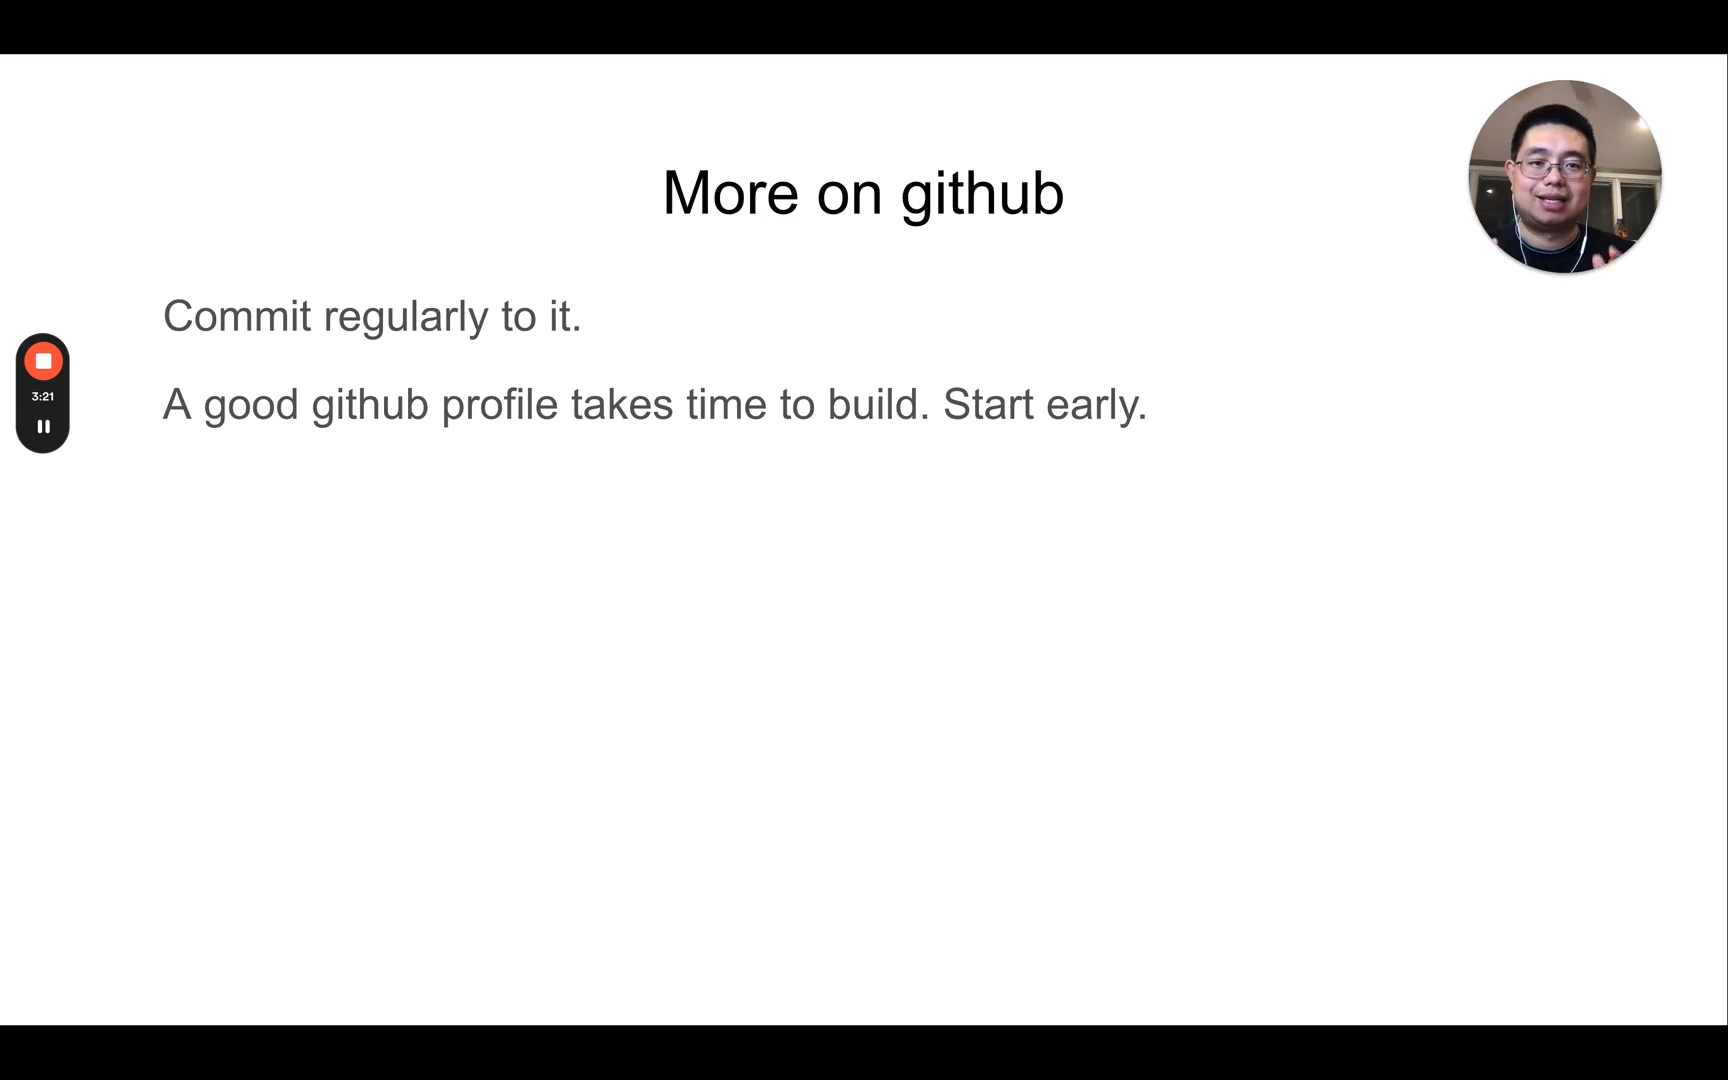 More on github
Commit regularly to it.
3:21
A good github profile takes time to build. Start early.